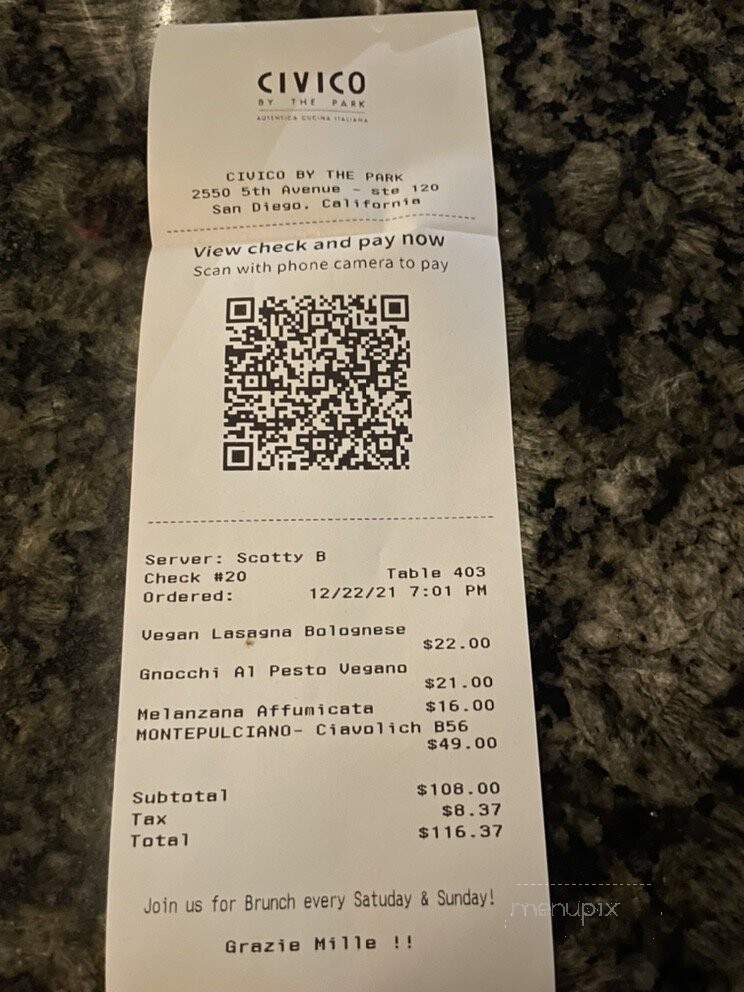 CIVICO
BY THE PARK
AUTENTICA CUCINA ITALIANA
CIVICO BY THE PARK
2550 5th Avenue - ste 120
San Diego, California
View check and pay now
Scan with phone camera to pay
Server: Scotty B
Check #20 Table 403
Ordered: 12/22/21 7:01 PM
Vegan Lasagna Bolognese
$22.00
Gnocchi Al Pesto Vegano
$21.00
Melanzana Affumicata $16.00
MONTEPULCIANO- Ciavolich B56
$49.00
Subtotal $108.00
Tax $8.37
Total $116.37
Join us for Brunch every Satuday & Sunday!
Grazie Mille !!
menupix